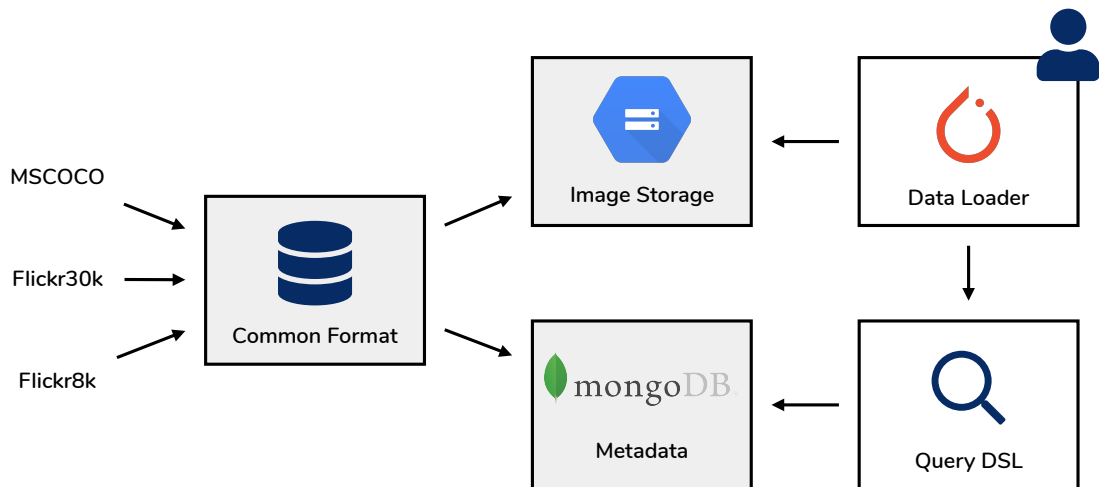 MSCOCO
Flickr30k
Flickr8k
Common Format
Image Storage
mongoDB
Metadata
Data Loader
Query DSL